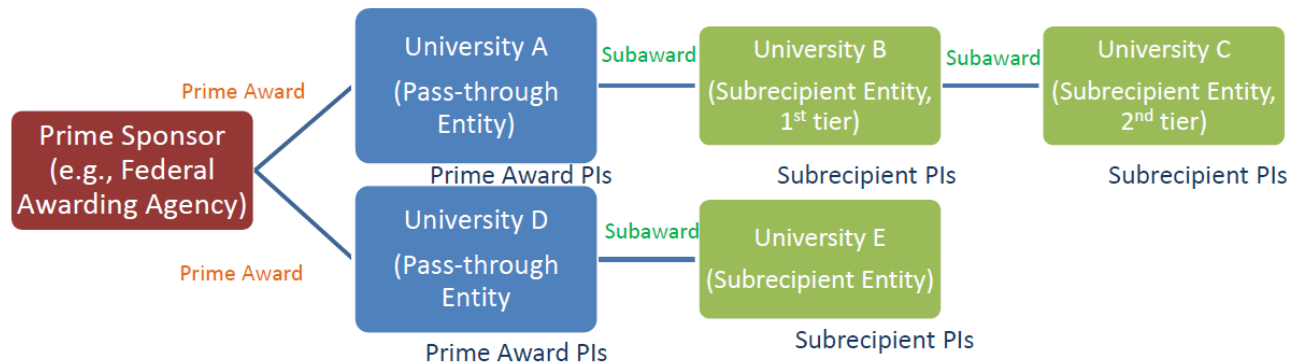 Prime Sponsor
(e.g., Federal
Awarding Agency)
Prime Award
University A
(Pass-through
Entity)
Prime Award PIs
Subaward
University B
(Subrecipient Entity,
1st tier)
Subrecipient PIs
Subaward
University C
(Subrecipient Entity,
2nd tier)
Subrecipient PIs
Prime Award
University D
(Pass-through
Entity
Prime Award PIs
Subaward
University E
(Subrecipient Entity)
Subrecipient PIs